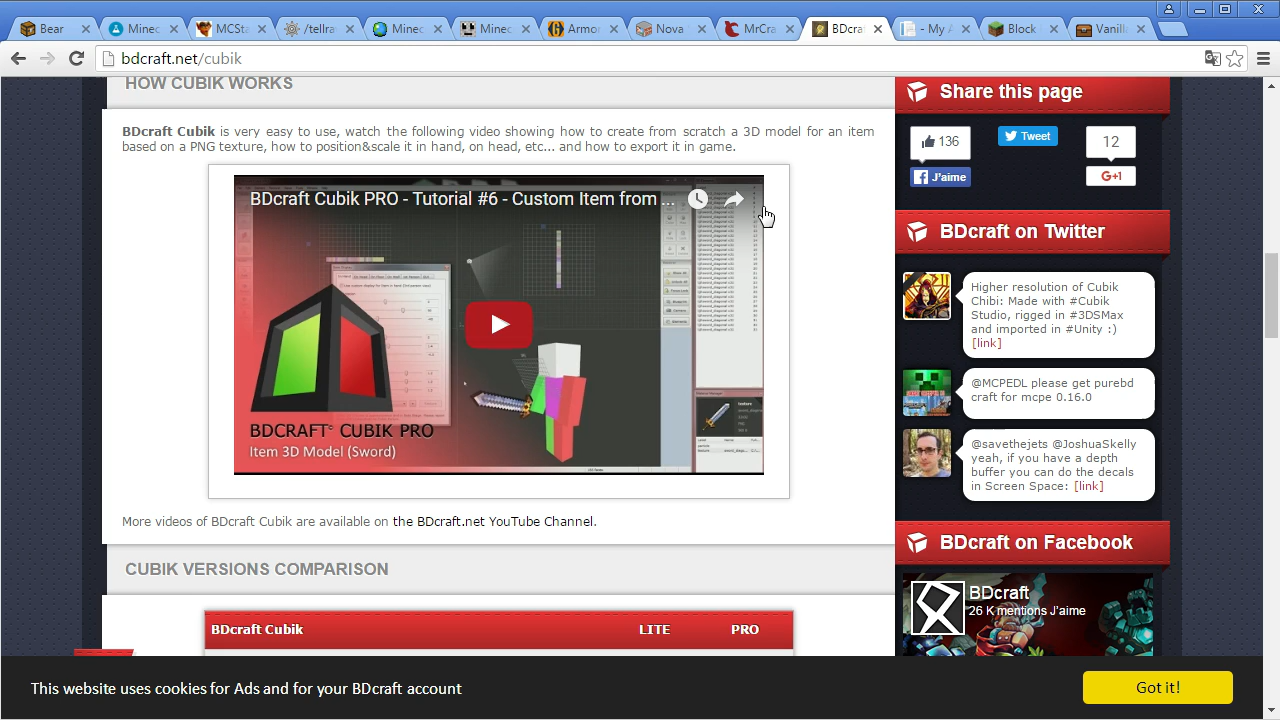 Bear
Minec
MCSta
/tellra
Minec
Minec
Armor
Nova
MrCra
BDcra
- My A
Block
Vanill
bdcraft.net/cubik
HOW CUBIK WORKS
BDcraft Cubik is very easy to use, watch the following video showing how to create from scratch a 3D model for an item
based on a PNG texture, how to rotate&scale it in hand, on head, etc... and how to export it in game.
BDcraft Cubik PRO - Tutorial #6 - Custom Item from ...
BDCRAFT© CUBIK PRO
Item 3D Model (Sword)
More videos of BDcraft Cubik are available on the BDcraft.net YouTube Channel.
CUBIK VERSIONS COMPARISON
BDcraft Cubik LITE PRO
Share this page
136
Tweet
12
J'aime
G+1
BDcraft on Twitter
Higher resolution of Cubik
Chibi: Made with #Cubik
Studio, rigged in #3DSMax
and imported in #Unity :)
[link]
@MCPEDL please get purebd
craft for mcpe 0.16.0
@savethejets @JoshuaSkelly
yeah, if you have a depth
buffer you can do the decals
in Screen Space: [link]
BDcraft on Facebook
BDcraft
26 K mentions J'aime
This website uses cookies for Ads and for your BDcraft account
Got it!